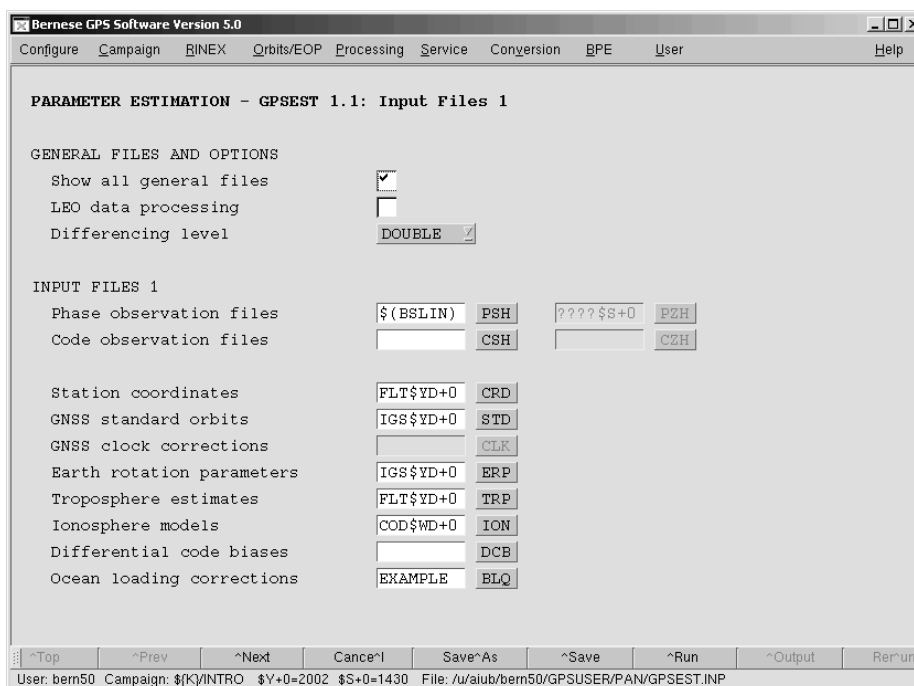 Bernese GPS Software Version 5.0
Configure Campaign RINEX Orbits/EOP Processing Service Conversion BPE User Help
PARAMETER ESTIMATION - GPSEST 1.1: Input Files 1
GENERAL FILES AND OPTIONS
Show all general files
LEO data processing
Differencing level DOUBLE
INPUT FILES 1
Phase observation files $(BSLIN) PSH ????$S+0 PZH
Code observation files CSH CZH
Station coordinates FLT$YD+0 CRD
GNSS standard orbits IGS$YD+0 STD
GNSS clock corrections CLK
Earth rotation parameters IGS$YD+0 ERP
Troposphere estimates FLT$YD+0 TRP
Ionosphere models COD$WD+0 ION
Differential code biases DCB
Ocean loading corrections EXAMPLE BLQ
^Top ^Prev ^Next Cance^l Save^As ^Save ^Run ^Output Rer^un
User: bern50 Campaign: ${K}/INTRO $Y+0=2002 $S+0=1430 File: /u/aiub/bern50/GPSUSER/PAN/GPSEST.INP